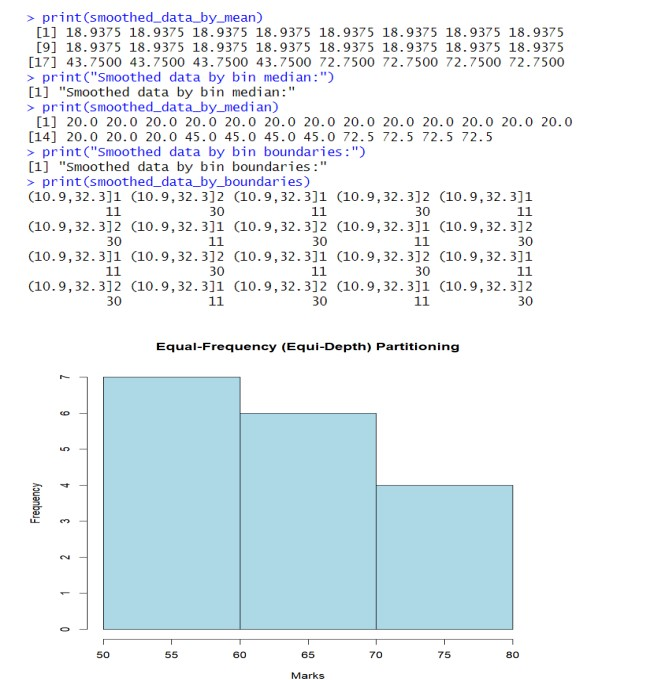 > print(smoothed_data_by_mean)
[1] 18.9375 18.9375 18.9375 18.9375 18.9375 18.9375 18.9375 18.9375
[9] 18.9375 18.9375 18.9375 18.9375 18.9375 18.9375 18.9375 18.9375
[17] 43.7500 43.7500 43.7500 43.7500 72.7500 72.7500 72.7500 72.7500
> print("Smoothed data by bin median:")
[1] "Smoothed data by bin median:"
> print(smoothed_data_by_median)
[1] 20.0 20.0 20.0 20.0 20.0 20.0 20.0 20.0 20.0 20.0 20.0 20.0 20.0
[14] 20.0 20.0 20.0 45.0 45.0 45.0 45.0 72.5 72.5 72.5 72.5
> print("Smoothed data by bin boundaries:")
[1] "Smoothed data by bin boundaries:"
> print(smoothed_data_by_boundaries)
(10.9,32.3]1 (10.9,32.3]2 (10.9,32.3]1 (10.9,32.3]2 (10.9,32.3]1
11 30 11 30 11
(10.9,32.3]2 (10.9,32.3]1 (10.9,32.3]2 (10.9,32.3]1 (10.9,32.3]2
30 11 30 11 30
(10.9,32.3]1 (10.9,32.3]2 (10.9,32.3]1 (10.9,32.3]2 (10.9,32.3]1
11 30 11 30 11
(10.9,32.3]2 (10.9,32.3]1 (10.9,32.3]2 (10.9,32.3]1 (10.9,32.3]2
30 11 30 11 30
Equal-Frequency (Equi-Depth) Partitioning
Frequency
7
6
5
4
3
2
1
0
50 55 60 65 70 75 80
Marks